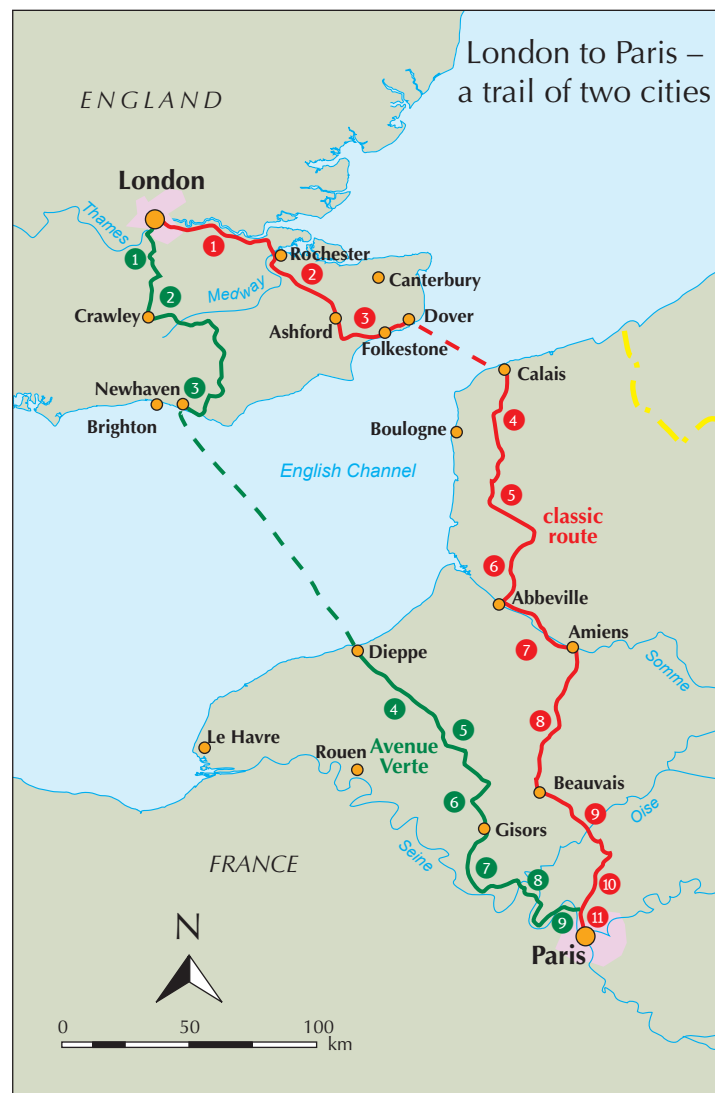 London to Paris –
a trail of two cities
ENGLAND
London
Thames
1
1
Rochester
2
Canterbury
2
Medway
Crawley
3
Dover
Ashford
Folkestone
Calais
Newhaven
3
Brighton
4
Boulogne
English Channel
5
classic
route
6
Abbeville
Amiens
7
Dieppe
Somme
4
8
5
Le Havre
Avenue
Verte
Rouen
Beauvais
6
9
Oise
Gisors
Seine
FRANCE
7
8
10
9
11
Paris
N
0 50 100
km